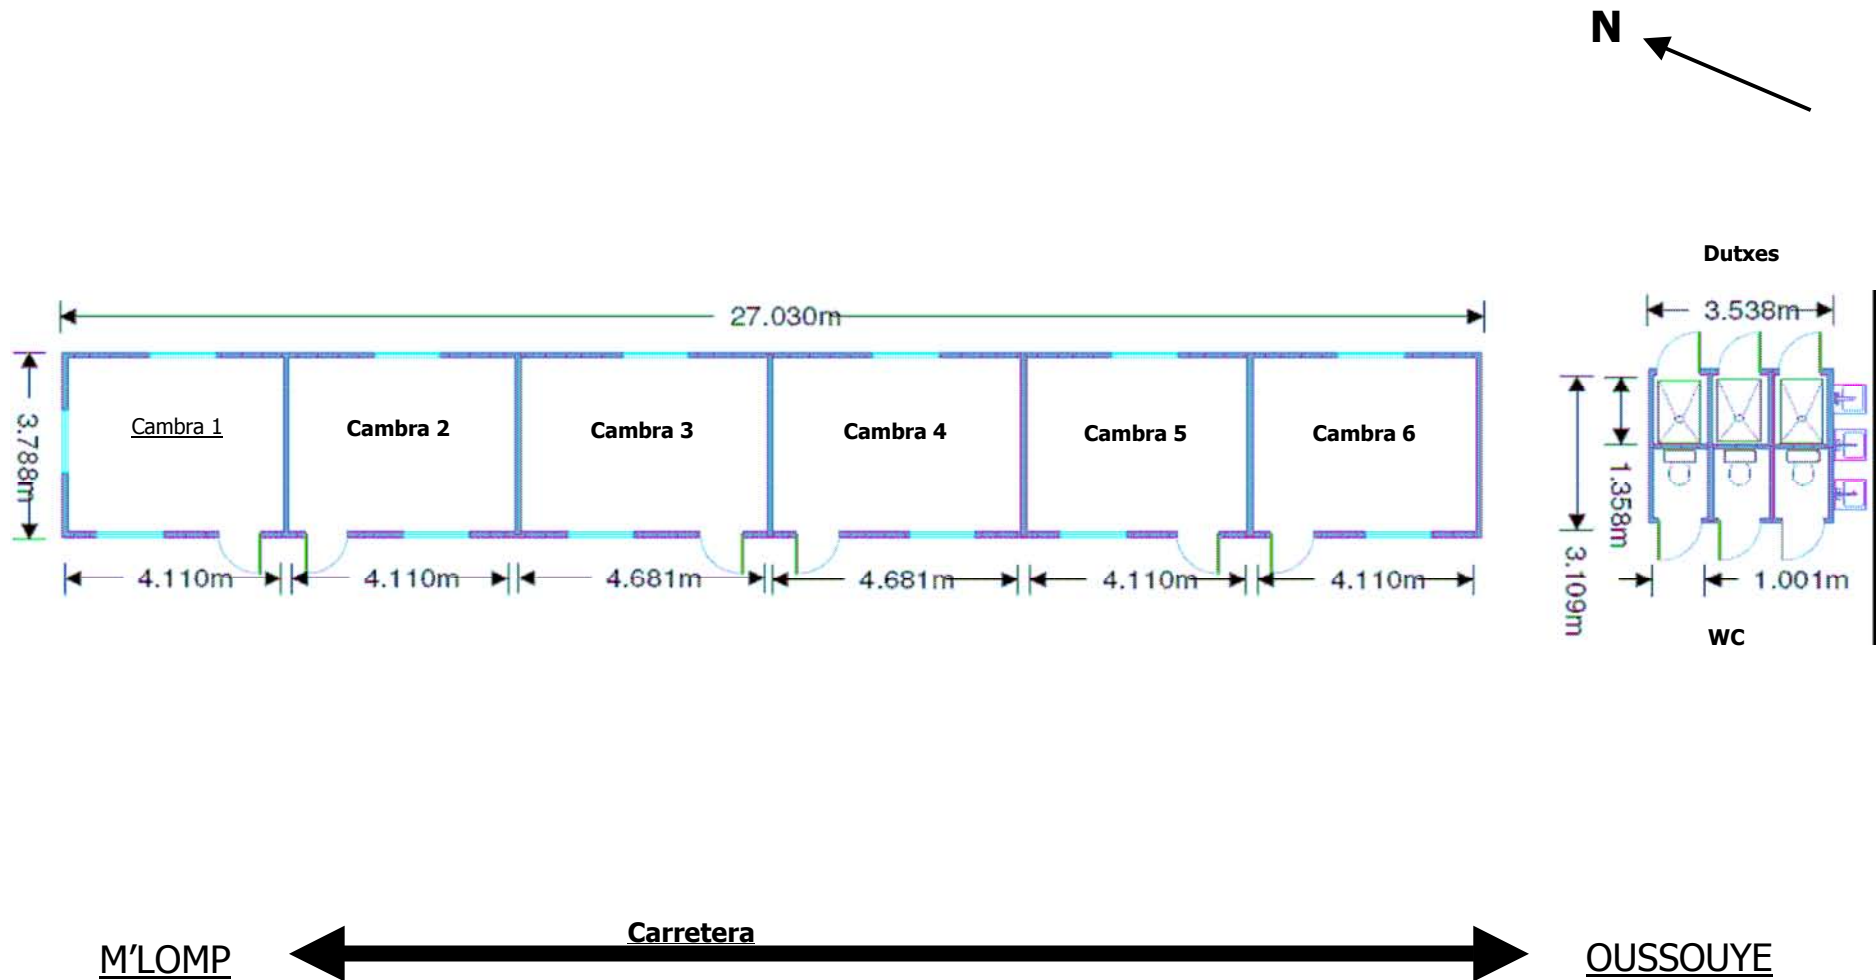 N
Dutxes
27.030m
3.538m
3.788m
Cambra 1
Cambra 2
Cambra 3
Cambra 4
Cambra 5
Cambra 6
1.358m
3.109m
4.110m
4.110m
4.681m
4.681m
4.110m
4.110m
1.001m
WC
Carretera
M'LOMP
OUSSOUYE